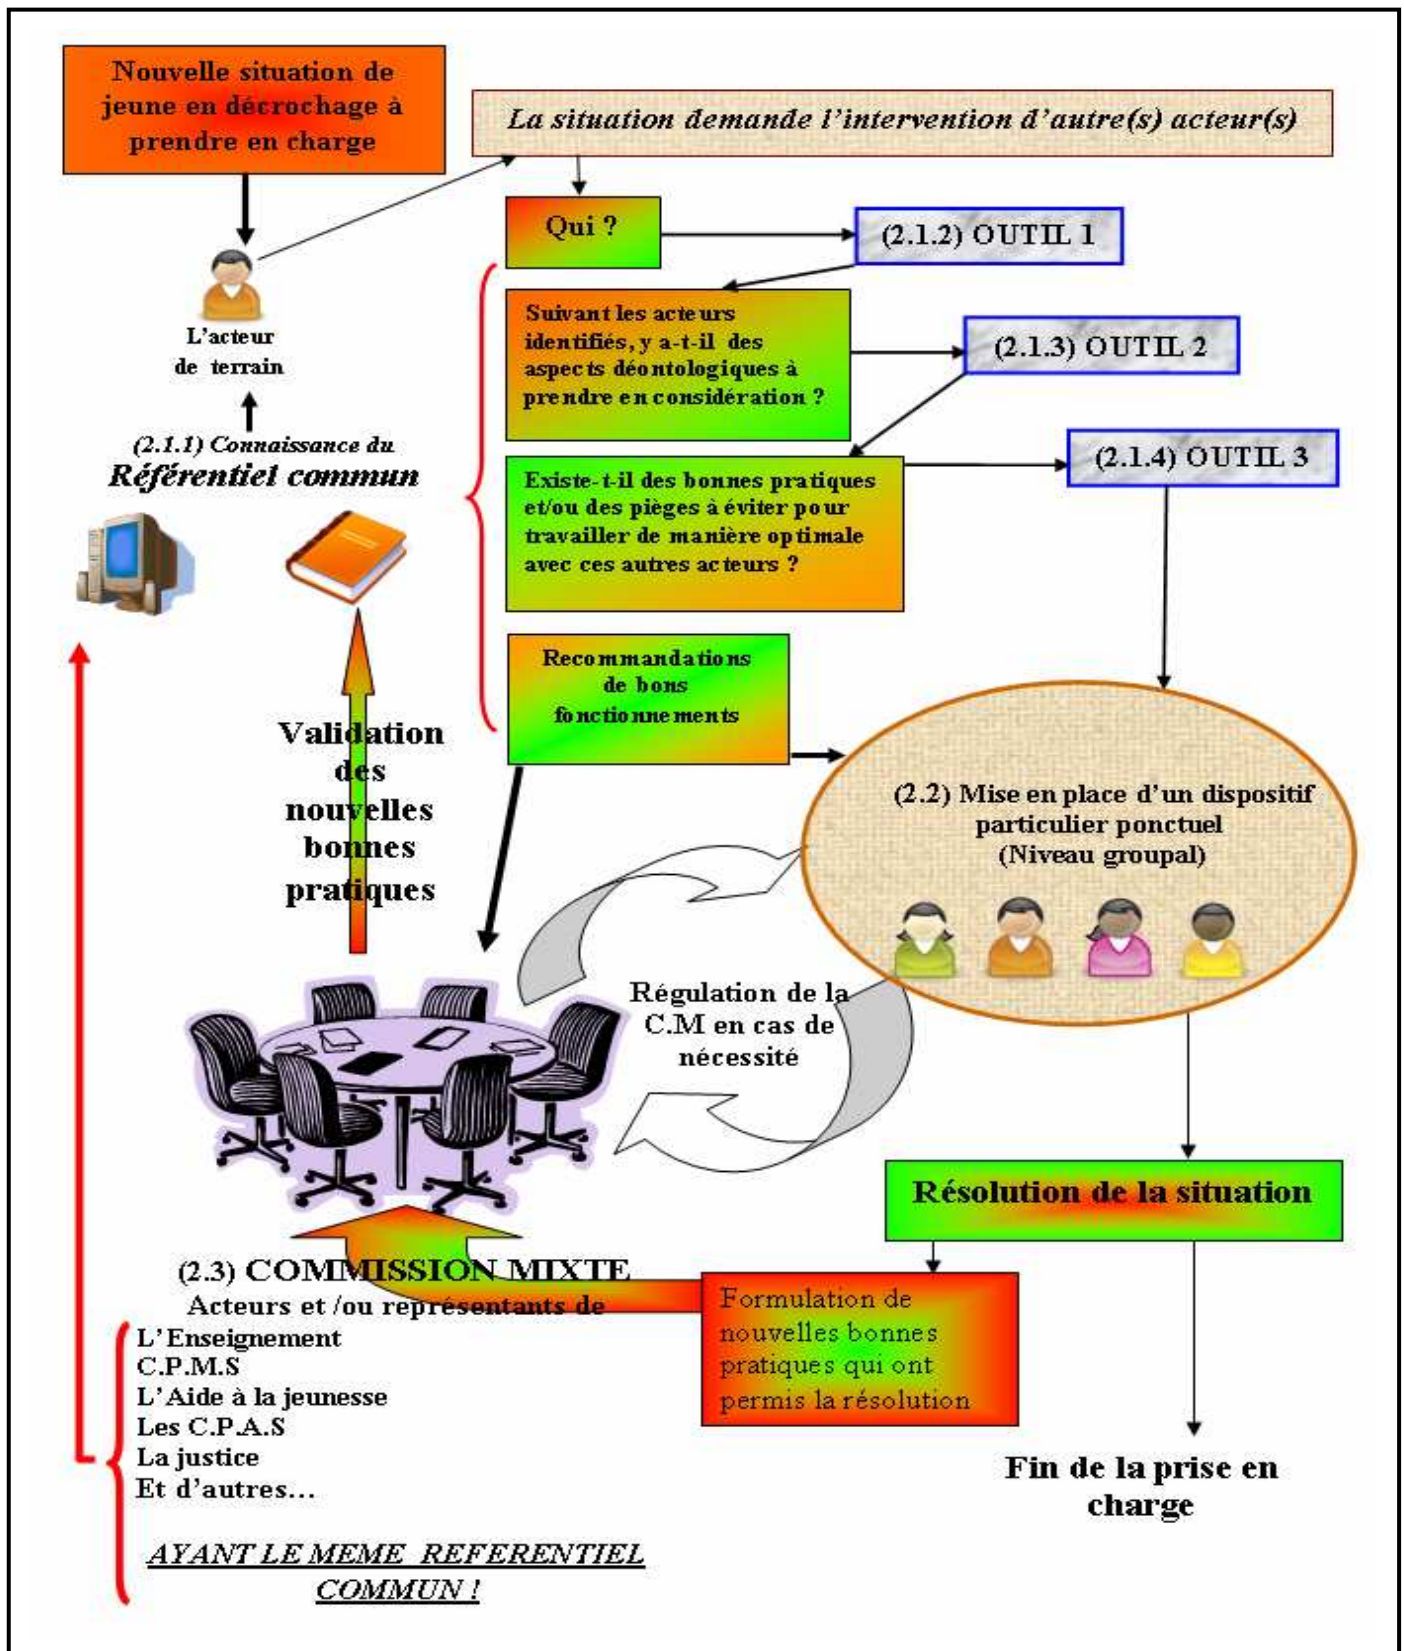 Nouvelle situation de
jeune en décrochage à
prendre en charge
La situation demande l'intervention d'autre(s) acteur(s)
Qui ?
(2.1.2) OUTIL 1
L'acteur
de terrain
Suivant les acteurs
identifiés, y a-t-il des
aspects déontologiques à
prendre en considération ?
(2.1.3) OUTIL 2
(2.1.1) Connaissance du
Référentiel commun
Existe-t-il des bonnes pratiques
et/ou des pièges à éviter pour
travailler de manière optimale
avec ces autres acteurs ?
(2.1.4) OUTIL 3
Recommandations
de bons
fonctionnements
Validation
des
nouvelles
bonnes
pratiques
(2.2) Mise en place d'un dispositif
particulier ponctuel
(Niveau groupal)
Régulation de la
C.M en cas de
nécessité
Résolution de la situation
(2.3) COMMISSION MIXTE
Acteurs et /ou représentants de
L'Enseignement
C.P.M.S
L'Aide à la jeunesse
Les C.P.A.S
La justice
Et d'autres…
Formulation de
nouvelles bonnes
pratiques qui ont
permis la résolution
Fin de la prise en
charge
AYANT LE MEME REFERENTIEL
COMMUN !